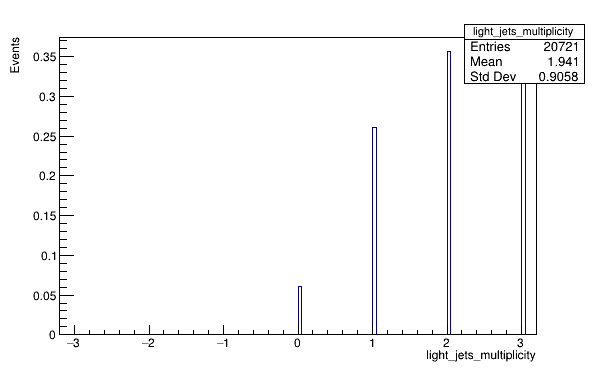 light_jets_multiplicity
Entries 20721
Mean 1.941
Std Dev 0.9058
Events
0.35
0.3
0.25
0.2
0.15
0.1
0.05
0
−3 −2 −1 0 1 2 3
light_jets_multiplicity